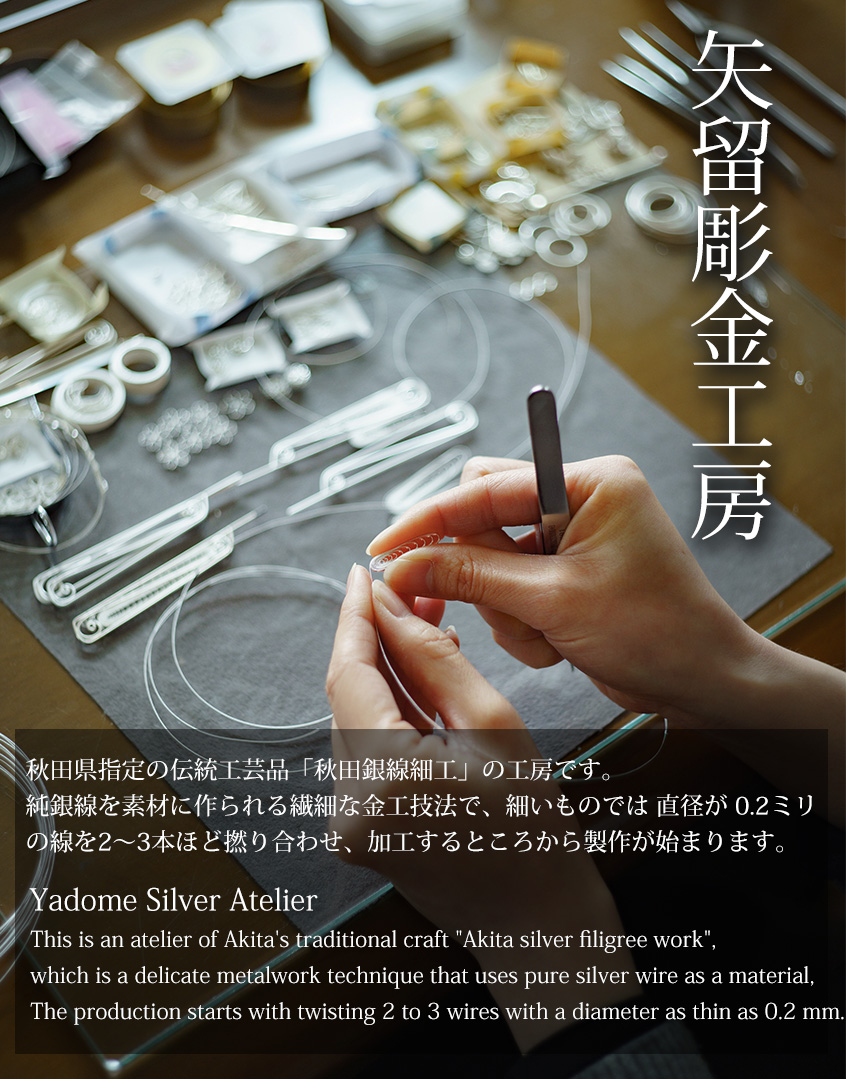 矢留彫金工房
秋田県指定の伝統工芸品「秋田銀線細工」の工房です。
純銀線を素材に作られる繊細な金工技法で、細いものでは 直径が 0.2ミリ
の線を2〜3本ほど撚り合わせ、加工するところから製作が始まります。
Yadome Silver Atelier
This is an atelier of Akita's traditional craft "Akita silver filigree work",
which is a delicate metalwork technique that uses pure silver wire as a material,
The production starts with twisting 2 to 3 wires with a diameter as thin as 0.2 mm.